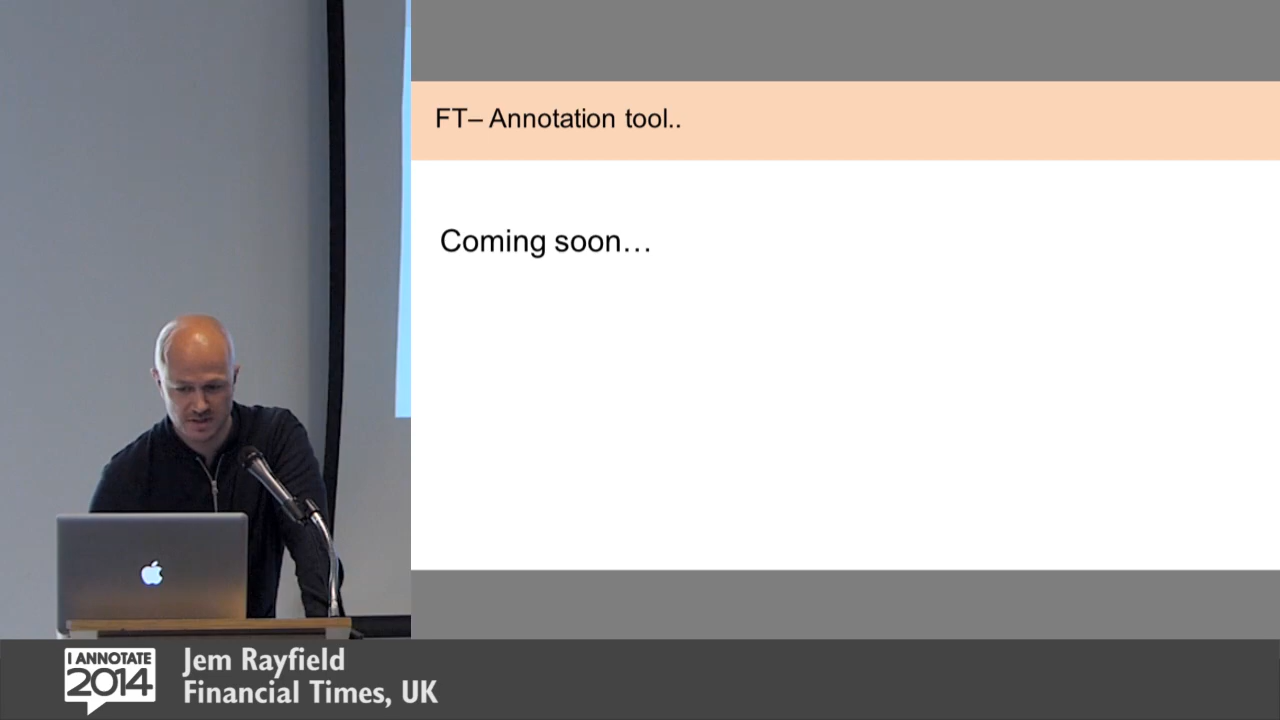 FT– Annotation tool..
Coming soon…
I ANNOTATE
2014
Jem Rayfield
Financial Times, UK